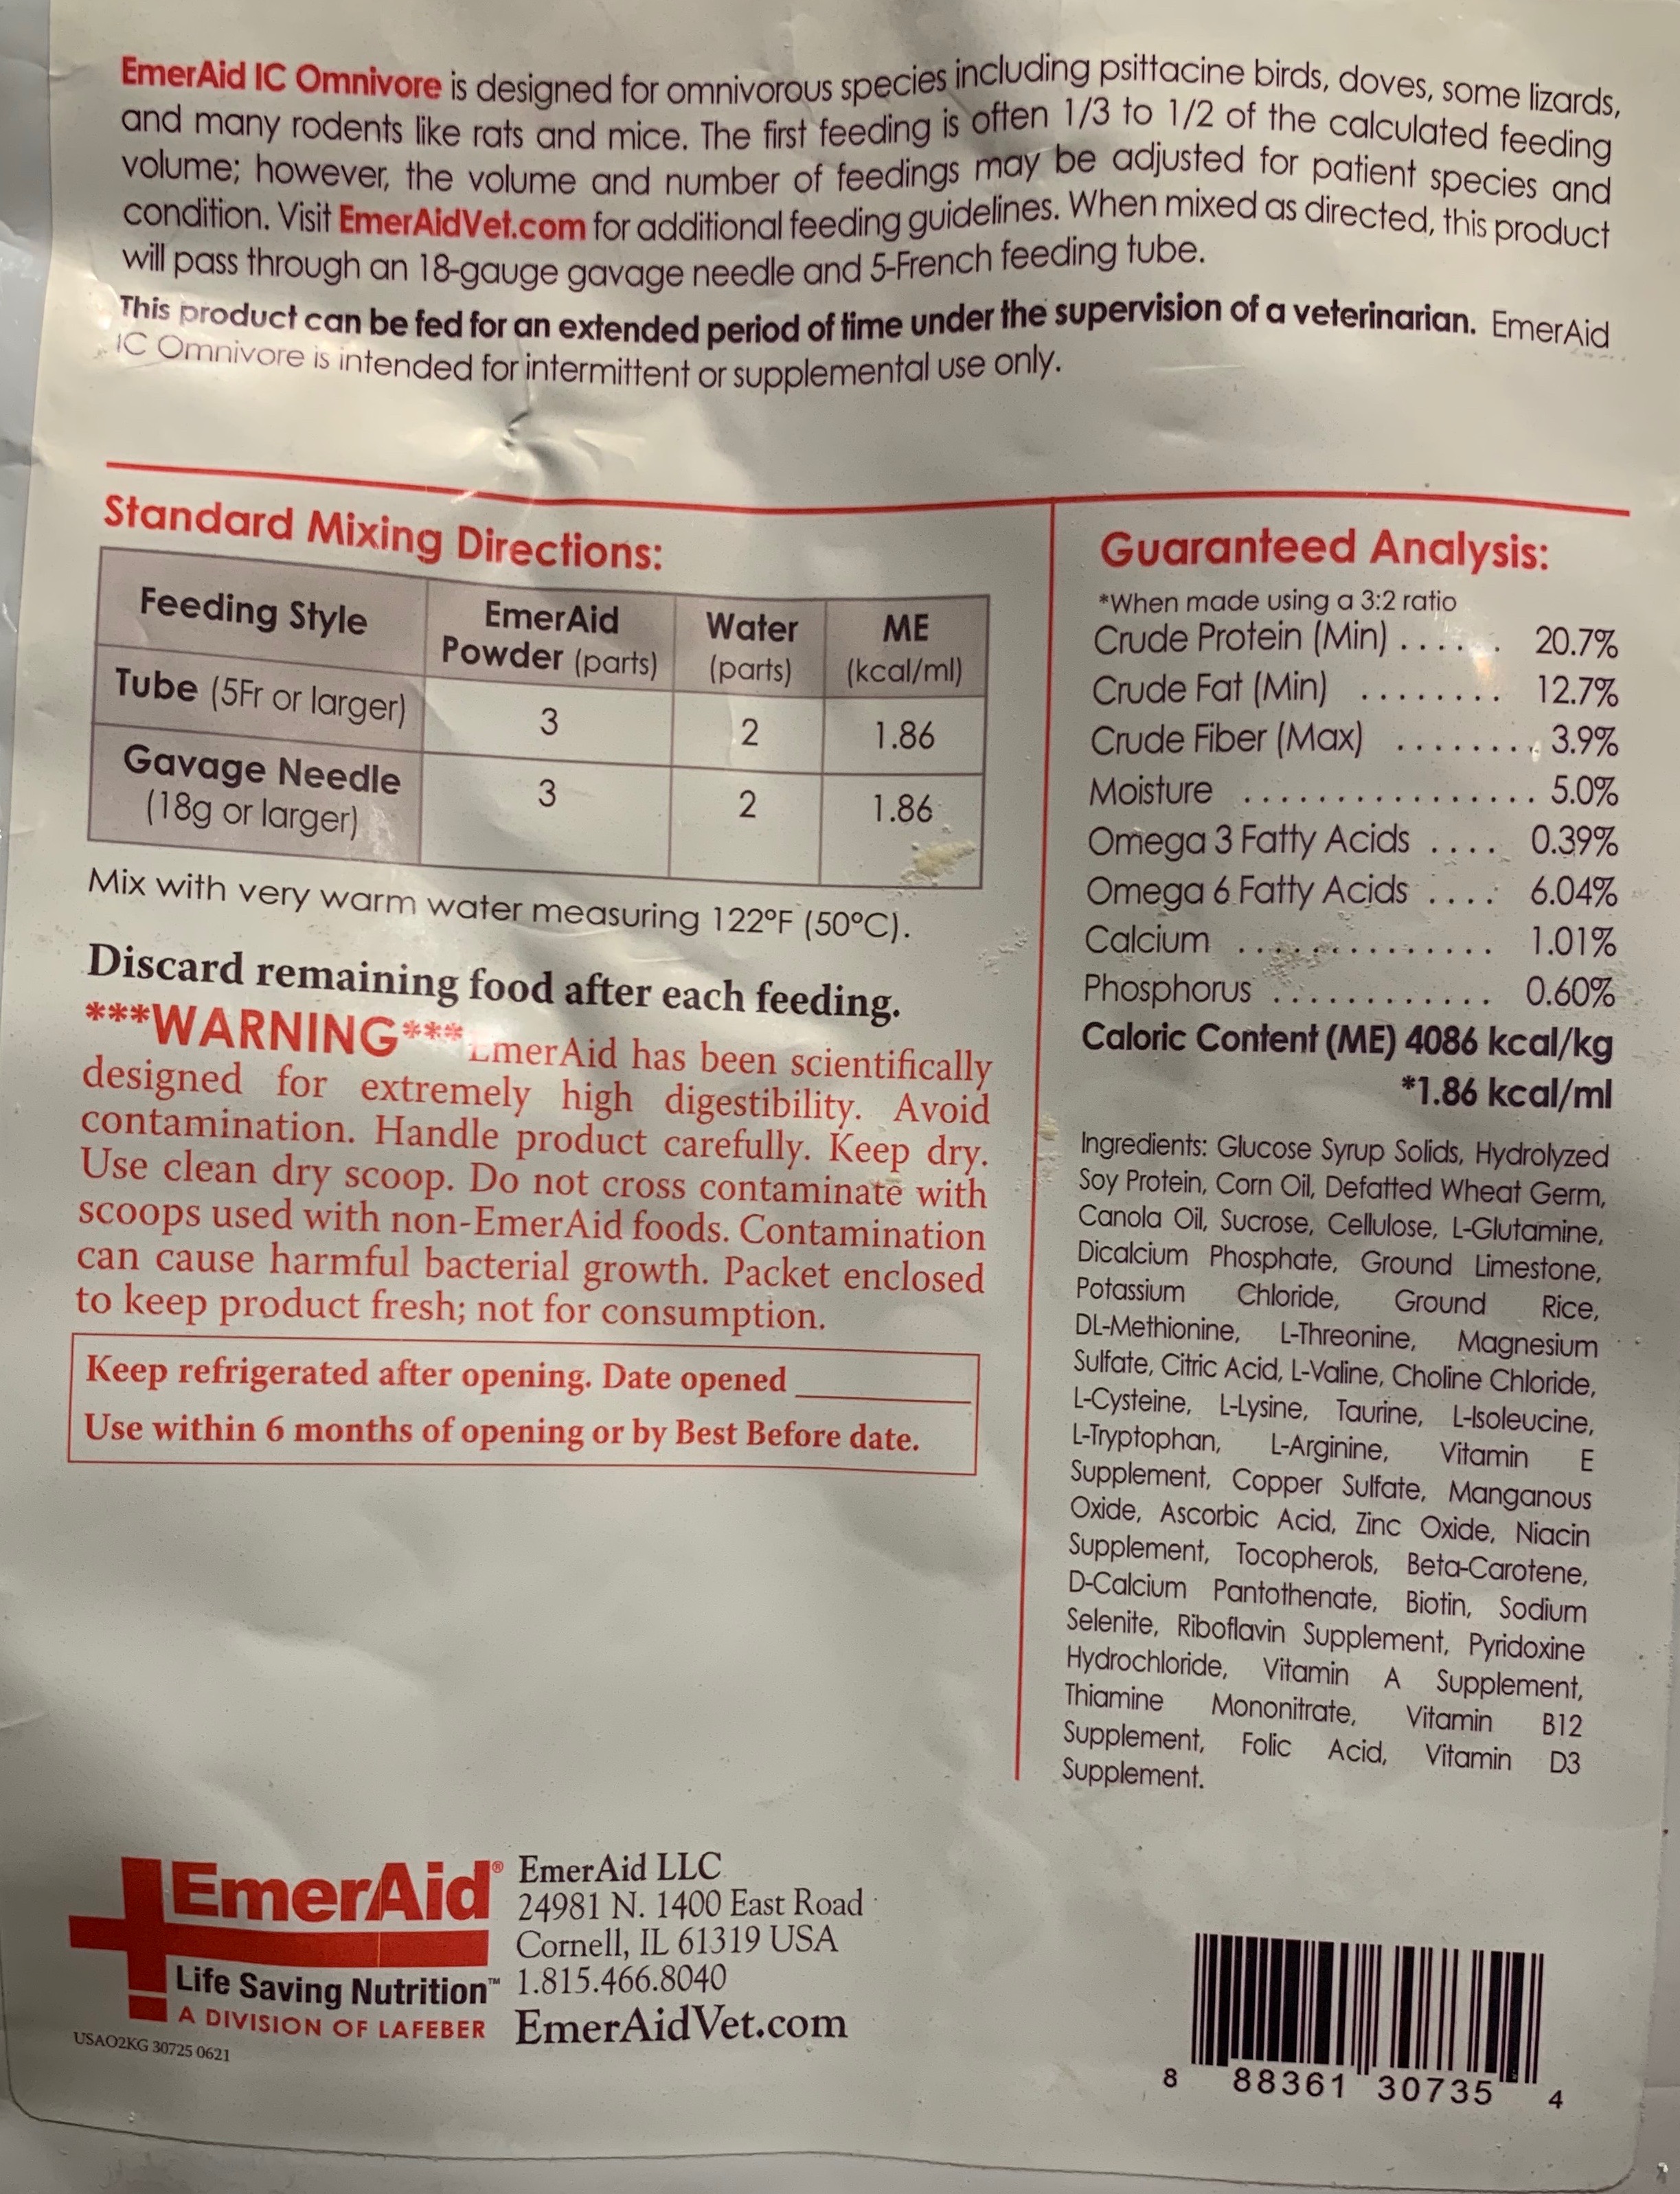 EmerAid IC Omnivore is designed for omnivorous species including psittacine birds, doves, some lizards,
and many rodents like rats and mice. The first feeding is often 1/3 to 1/2 of the calculated feeding
volume; however, the volume and number of feedings may be adjusted for patient species and
condition. Visit EmerAidVet.com for additional feeding guidelines. When mixed as directed, this product
will pass through an 18-gauge gavage needle and 5-French feeding tube.
This product can be fed for an extended period of time under the supervision of a veterinarian. EmerAid
IC Omnivore is intended for intermittent or supplemental use only.
Standard Mixing Directions:
Feeding Style EmerAid Powder (parts) Water (parts) ME (kcal/ml)
Tube (5Fr or larger) 3 2 1.86
Gavage Needle (18g or larger) 3 2 1.86
Mix with very warm water measuring 122°F (50°C).
Discard remaining food after each feeding.
***WARNING*** EmerAid has been scientifically
designed for extremely high digestibility. Avoid
contamination. Handle product carefully. Keep dry.
Use clean dry scoop. Do not cross contaminate with
scoops used with non-EmerAid foods. Contamination
can cause harmful bacterial growth. Packet enclosed
to keep product fresh; not for consumption.
Keep refrigerated after opening. Date opened ________
Use within 6 months of opening or by Best Before date.
Guaranteed Analysis:
*When made using a 3:2 ratio
Crude Protein (Min) ...... 20.7%
Crude Fat (Min) ........ 12.7%
Crude Fiber (Max) ........ 3.9%
Moisture ................ 5.0%
Omega 3 Fatty Acids .... 0.39%
Omega 6 Fatty Acids .... 6.04%
Calcium .............. 1.01%
Phosphorus ............ 0.60%
Caloric Content (ME) 4086 kcal/kg
*1.86 kcal/ml
Ingredients: Glucose Syrup Solids, Hydrolyzed
Soy Protein, Corn Oil, Defatted Wheat Germ,
Canola Oil, Sucrose, Cellulose, L-Glutamine,
Dicalcium Phosphate, Ground Limestone,
Potassium Chloride, Ground Rice,
DL-Methionine, L-Threonine, Magnesium
Sulfate, Citric Acid, L-Valine, Choline Chloride,
L-Cysteine, L-Lysine, Taurine, L-Isoleucine,
L-Tryptophan, L-Arginine, Vitamin E
Supplement, Copper Sulfate, Manganous
Oxide, Ascorbic Acid, Zinc Oxide, Niacin
Supplement, Tocopherols, Beta-Carotene,
D-Calcium Pantothenate, Biotin, Sodium
Selenite, Riboflavin Supplement, Pyridoxine
Hydrochloride, Vitamin A Supplement,
Thiamine Mononitrate, Vitamin B12
Supplement, Folic Acid, Vitamin D3
Supplement.
EmerAid®
Life Saving Nutrition™
A DIVISION OF LAFEBER
USAO2KG 30725 0621
EmerAid LLC
24981 N. 1400 East Road
Cornell, IL 61319 USA
1.815.466.8040
EmerAidVet.com
8 88361 30735 4